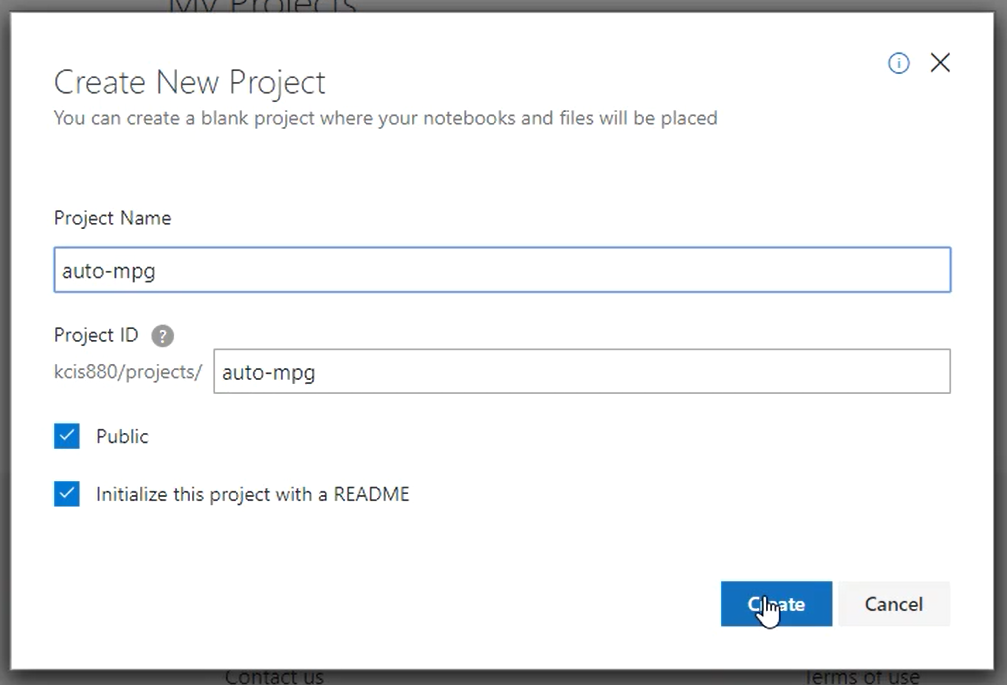 My Projects
Create New Project
You can create a blank project where your notebooks and files will be placed
Project Name
auto-mpg
Project ID ?
kcis880/projects/ auto-mpg
Public
Initialize this project with a README
Create Cancel
Contact us Terms of use